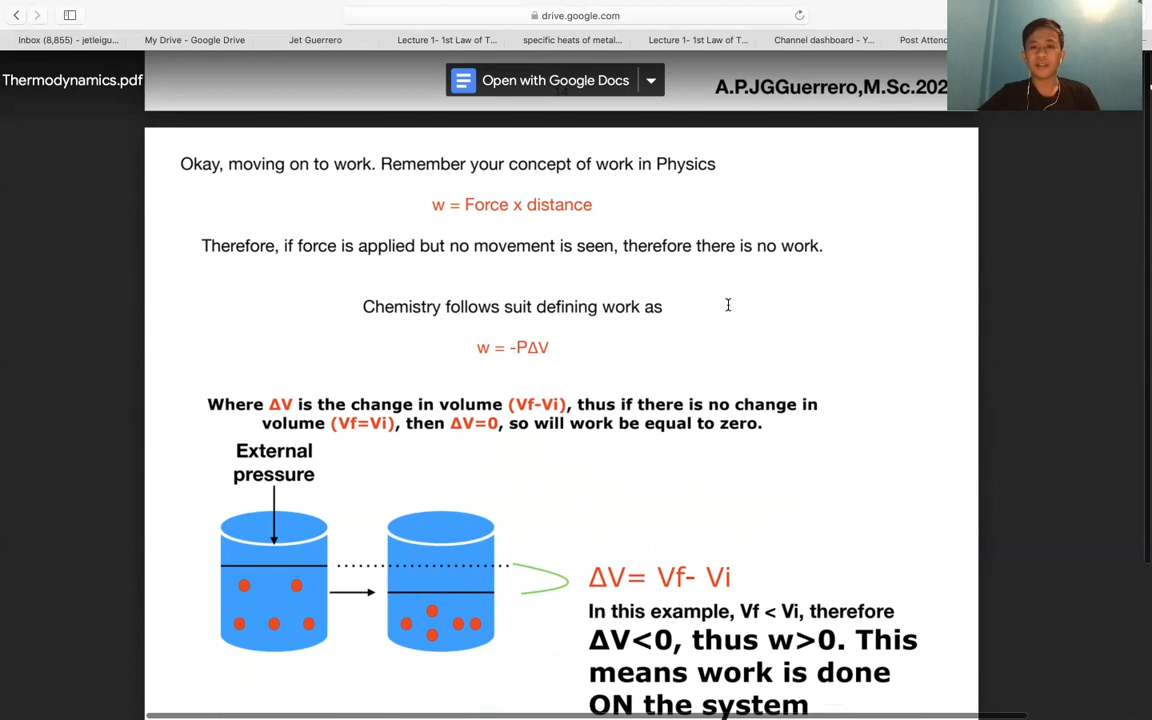 drive.google.com
Inbox (8,855) - jetleigu...
My Drive - Google Drive
Jet Guerrero
Lecture 1- 1st Law of T...
specific heats of metal...
Lecture 1- 1st Law of T...
Channel dashboard - Y...
Post Attend
Thermodynamics.pdf
Open with Google Docs
A.P.JGGuerrero,M.Sc.202
Okay, moving on to work. Remember your concept of work in Physics
w = Force x distance
Therefore, if force is applied but no movement is seen, therefore there is no work.
Chemistry follows suit defining work as
w = -PΔV
Where ΔV is the change in volume (Vf-Vi), thus if there is no change in
volume (Vf=Vi), then ΔV=0, so will work be equal to zero.
External
pressure
ΔV= Vf- Vi
In this example, Vf < Vi, therefore
ΔV<0, thus w>0. This
means work is done
ON the system